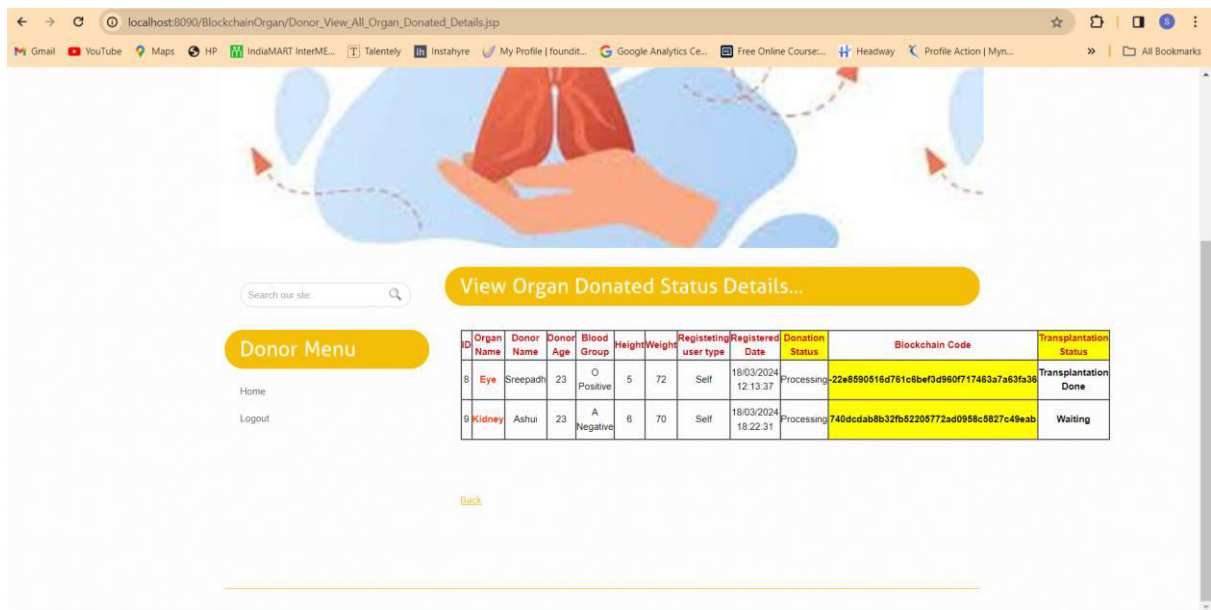 localhost:8090/BlockchainOrgan/Donor_View_All_Organ_Donated_Details.jsp
S
Gmail YouTube Maps HP IndiaMART InterME... Talentely Instahyre My Profile | foundit... Google Analytics Ce... Free Online Course:... Headway Profile Action | Myn... » All Bookmarks
Search our site:
View Organ Donated Status Details...
Donor Menu
Home
Logout
ID Organ Name Donor Name Donor Age Blood Group Height Weight Registeting user type Registered Date Donation Status Blockchain Code Transplantation Status
8 Eye Sreepadh 23 O Positive 5 72 Self 18/03/2024 12:13:37 Processing -22e8590516d761c6bef3d960f717463a7a63fa36 Transplantation Done
9 Kidney Ashui 23 A Negative 6 70 Self 18/03/2024 18:22:31 Processing 740dcdab8b32fb52205772ad0958c5827c49eab Waiting
Back